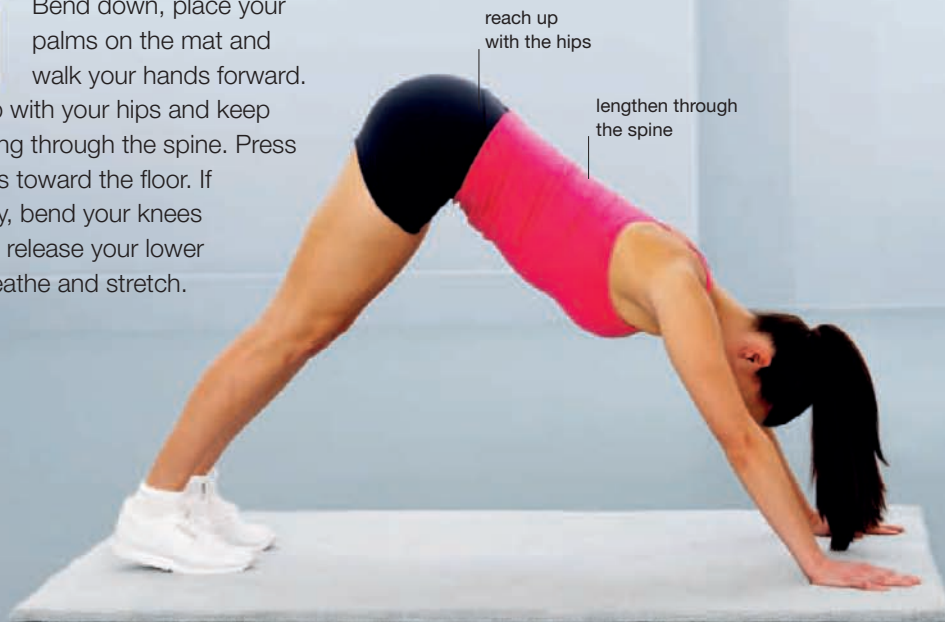 Bend down, place your
palms on the mat and
walk your hands forward.
with your hips and keep
through the spine. Press
toward the floor. If
bend your knees
release your lower
and stretch.
reach up
with the hips
lengthen through
the spine